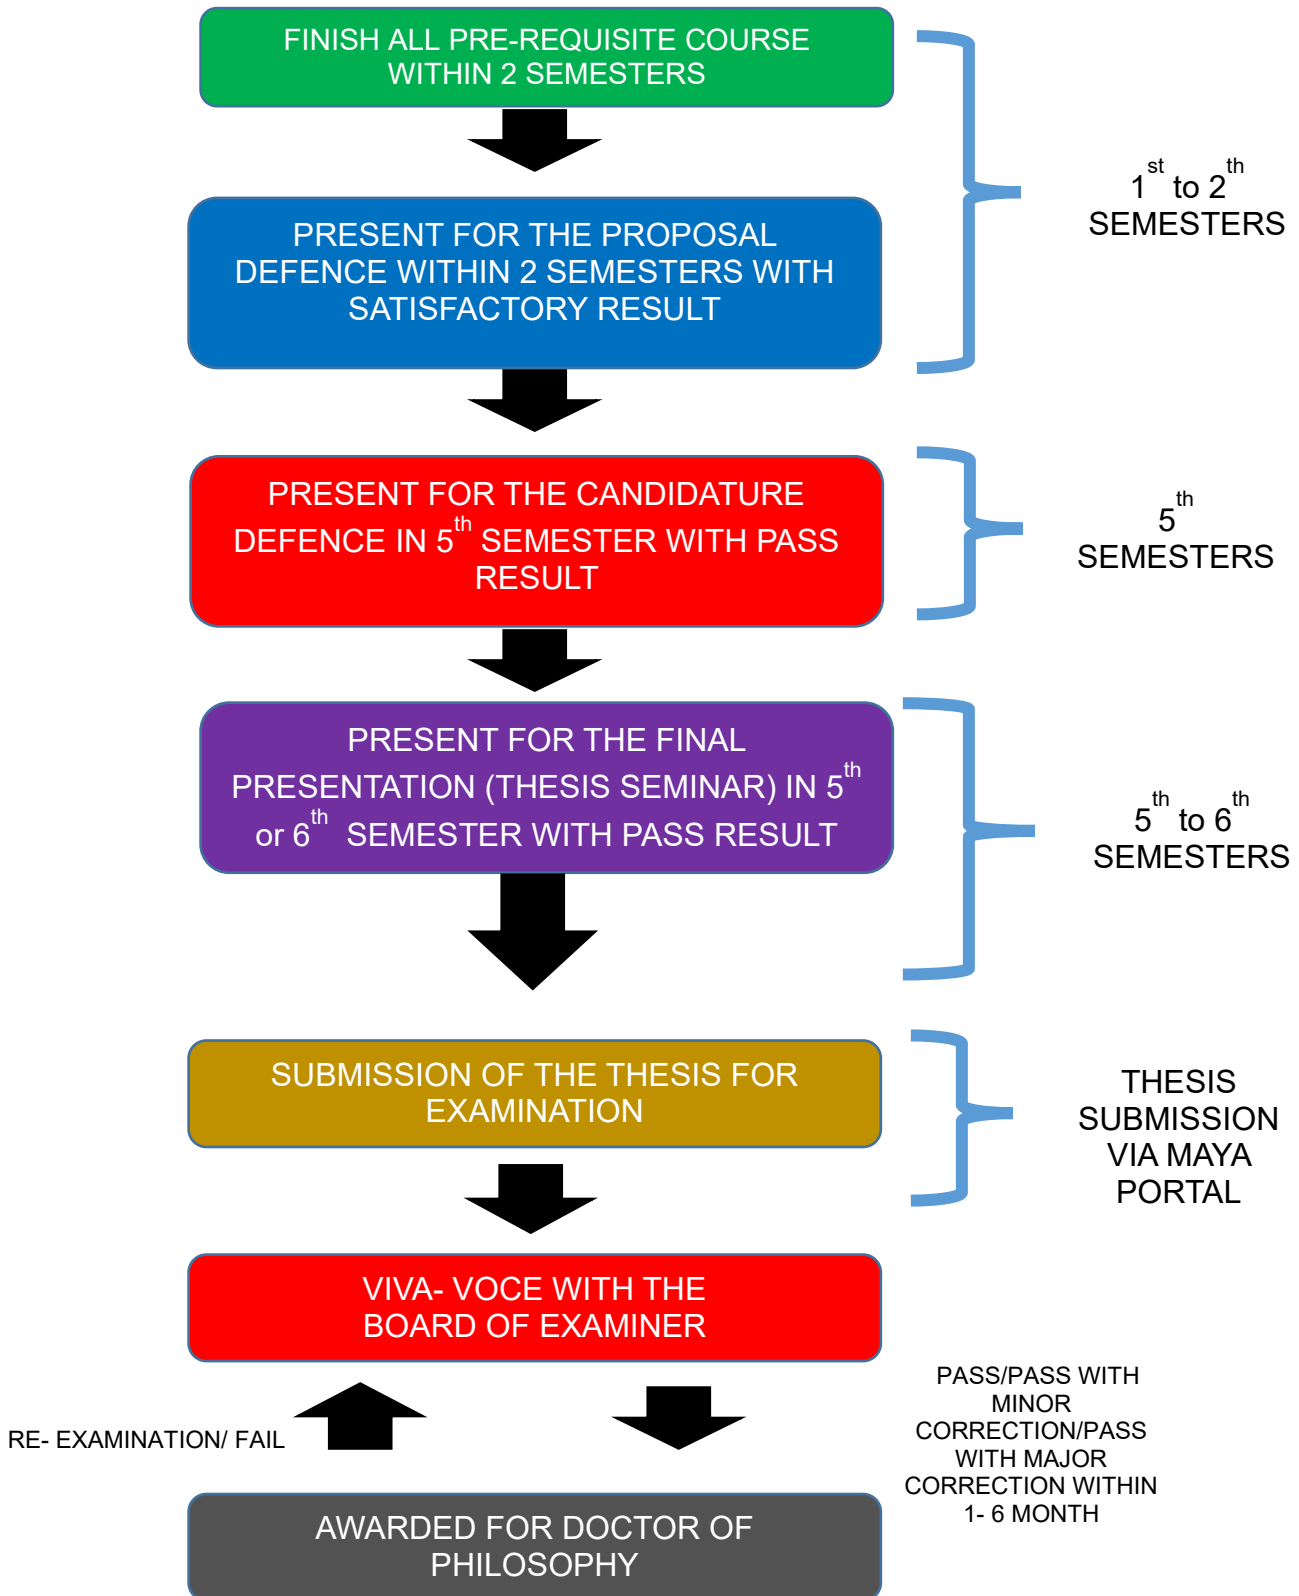 FINISH ALL PRE-REQUISITE COURSE
WITHIN 2 SEMESTERS
1st to 2th
SEMESTERS
PRESENT FOR THE PROPOSAL
DEFENCE WITHIN 2 SEMESTERS WITH
SATISFACTORY RESULT
PRESENT FOR THE CANDIDATURE
DEFENCE IN 5th SEMESTER WITH PASS
RESULT
5th
SEMESTERS
PRESENT FOR THE FINAL
PRESENTATION (THESIS SEMINAR) IN 5th
or 6th SEMESTER WITH PASS RESULT
5th to 6th
SEMESTERS
SUBMISSION OF THE THESIS FOR
EXAMINATION
THESIS
SUBMISSION
VIA MAYA
PORTAL
VIVA- VOCE WITH THE
BOARD OF EXAMINER
RE- EXAMINATION/ FAIL
PASS/PASS WITH
MINOR
CORRECTION/PASS
WITH MAJOR
CORRECTION WITHIN
1- 6 MONTH
AWARDED FOR DOCTOR OF
PHILOSOPHY